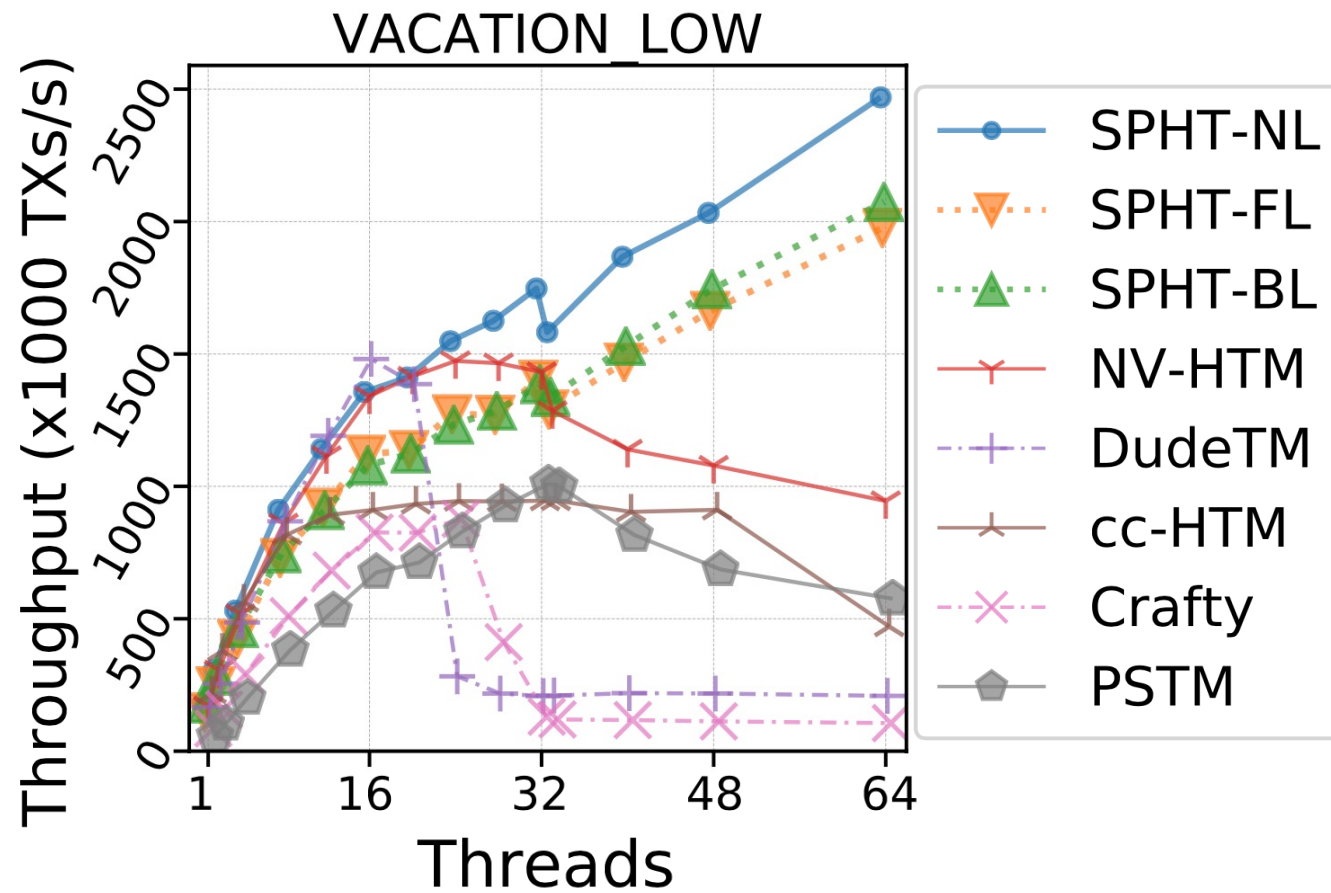 VACATION_LOW
Throughput (x1000 TXs/s)
2500
2000
1500
1000
500
0
1 16 32 48 64
Threads
SPHT-NL
SPHT-FL
SPHT-BL
NV-HTM
DudeTM
cc-HTM
Crafty
PSTM